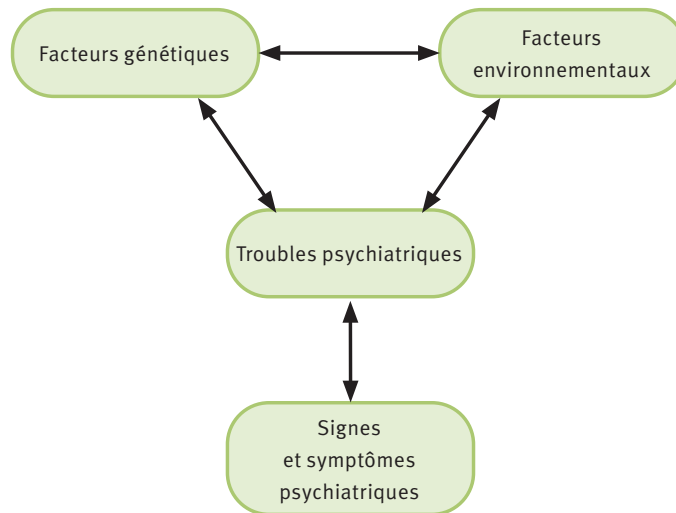 Facteurs génétiques
Facteurs
environnementaux
Troubles psychiatriques
Signes
et symptômes
psychiatriques